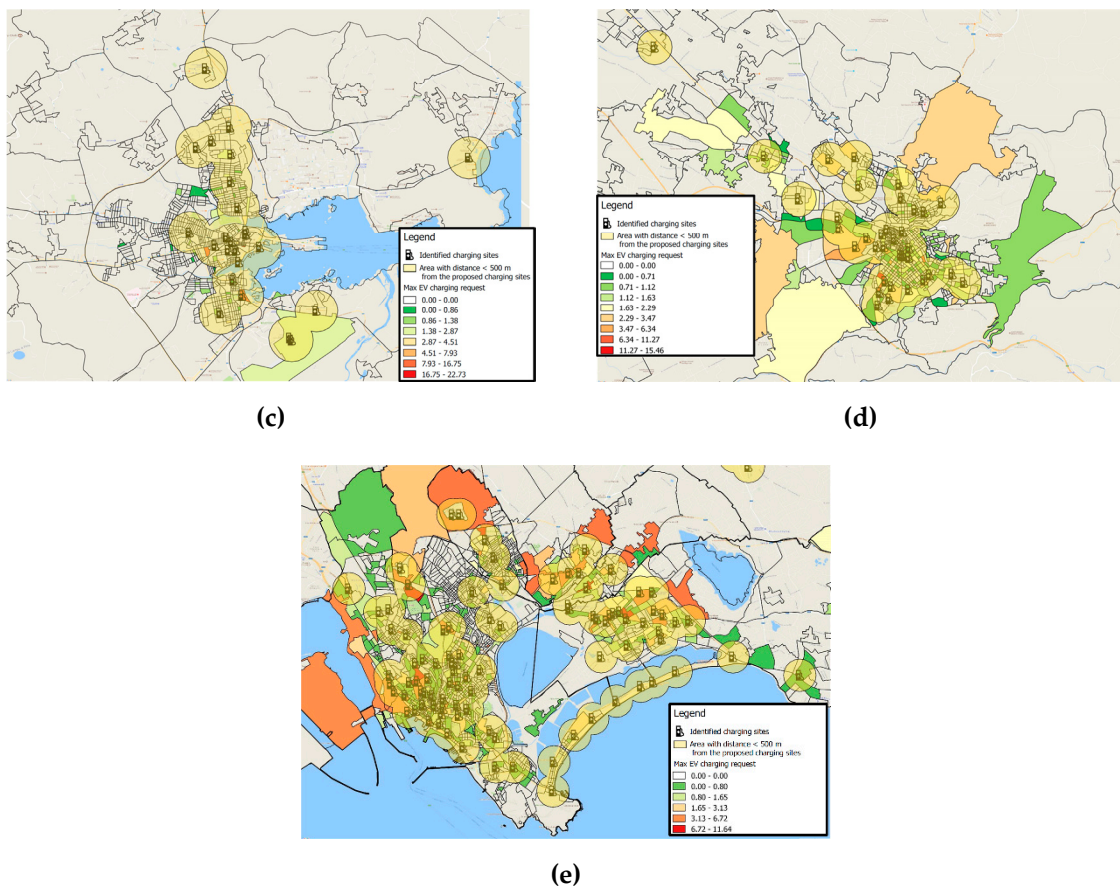 Legend
Identified charging sites
Area with distance < 500 m
from the proposed charging sites
Max EV charging request
0.00 - 0.00
0.00 - 0.86
0.86 - 1.38
1.38 - 2.87
2.87 - 4.51
4.51 - 7.93
7.93 - 16.75
16.75 - 22.73
(c)
Legend
Identified charging sites
Area with distance < 500 m
from the proposed charging sites
Max EV charging request
0.00 - 0.00
0.00 - 0.71
0.71 - 1.12
1.12 - 1.63
1.63 - 2.29
2.29 - 3.47
3.47 - 6.34
6.34 - 11.27
11.27 - 15.46
(d)
Legend
Identified charging sites
Area with distance < 500 m
from the proposed charging sites
Max EV charging request
0.00 - 0.00
0.00 - 0.80
0.80 - 1.65
1.65 - 3.13
3.13 - 6.72
6.72 - 11.64
(e)